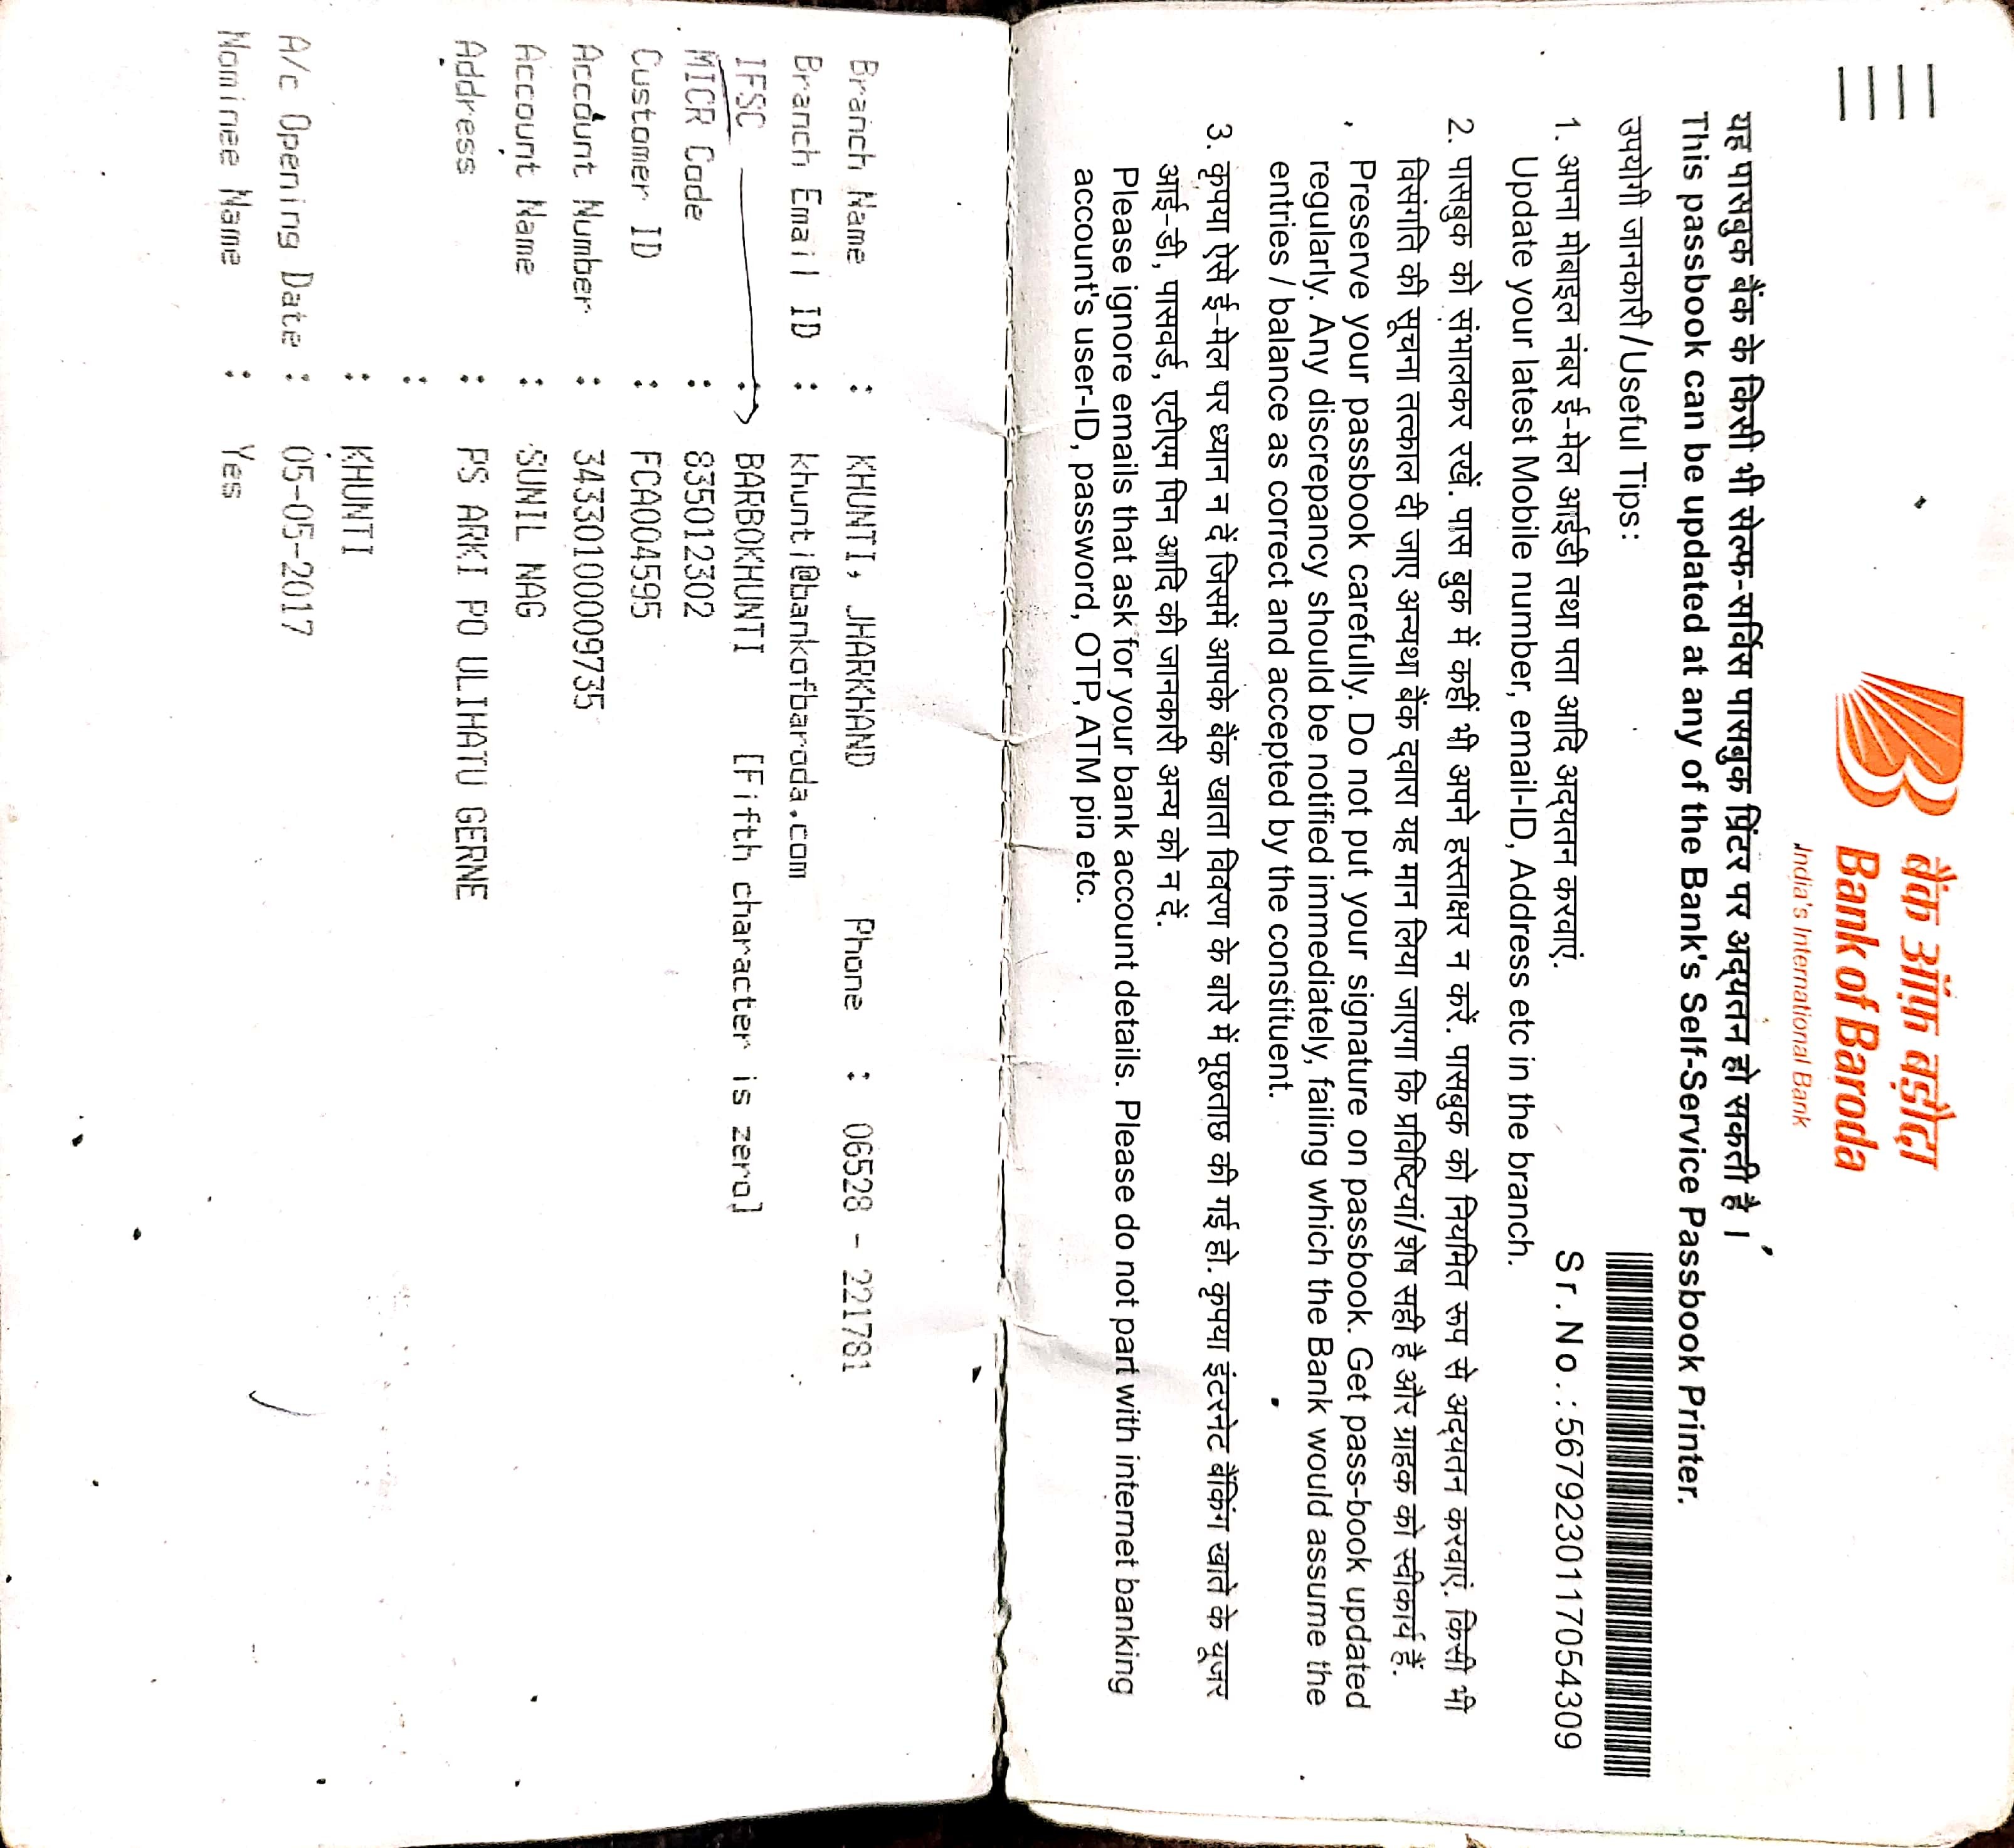 बैंक ऑफ़ बड़ौदा
Bank of Baroda
India's International Bank
यह पासबुक बैंक के किसी भी सेल्फ-सर्विस पासबुक प्रिंटर पर अद्यतन हो सकती है ।
This passbook can be updated at any of the Bank's Self-Service Passbook Printer.
उपयोगी जानकारी/Useful Tips:
Sr.No.:5679230117054309
1. अपना मोबाइल नंबर ई-मेल आईडी तथा पता आदि अद्यतन करवाएं.
Update your latest Mobile number, email-ID, Address etc in the branch.
2. पासबुक को संभालकर रखें. पास बुक में कहीं भी अपने हस्ताक्षर न करें. पासबुक को नियमित रूप से अद्यतन करवाएं. किसी भी
विसंगति की सूचना तत्काल दी जाए अन्यथा बैंक द्वारा यह मान लिया जाएगा कि प्रविष्टियां/शेष सही है और ग्राहक को स्वीकार्य हैं.
Preserve your passbook carefully. Do not put your signature on passbook. Get pass-book updated
regularly. Any discrepancy should be notified immediately, failing which the Bank would assume the
entries / balance as correct and accepted by the constituent.
3. कृपया ऐसे ई-मेल पर ध्यान न दें जिसमें आपके बैंक खाता विवरण के बारे में पूछताछ की गई हो. कृपया इंटरनेट बैंकिंग खाते के यूजर
आई-डी, पासवर्ड, एटीएम पिन आदि की जानकारी अन्य को न दें.
Please ignore emails that ask for your bank account details. Please do not part with internet banking
account's user-ID, password, OTP, ATM pin etc.
Branch Name : KHUNTI, JHARKHAND Phone : 06528 - 221781
Branch Email ID : khunti@bankofbaroda.com
IFSC : BARB0KHUNTI [Fifth character is zero]
MICR Code : 835012302
Customer ID : FCA004595
Account Number : 34330100009735
Account Name : SUNIL NAG
Address : PS ARKI PO ULIHATU GERNE
:
: KHUNTI
A/c Opening Date : 05-05-2017
Nominee Name : Yes